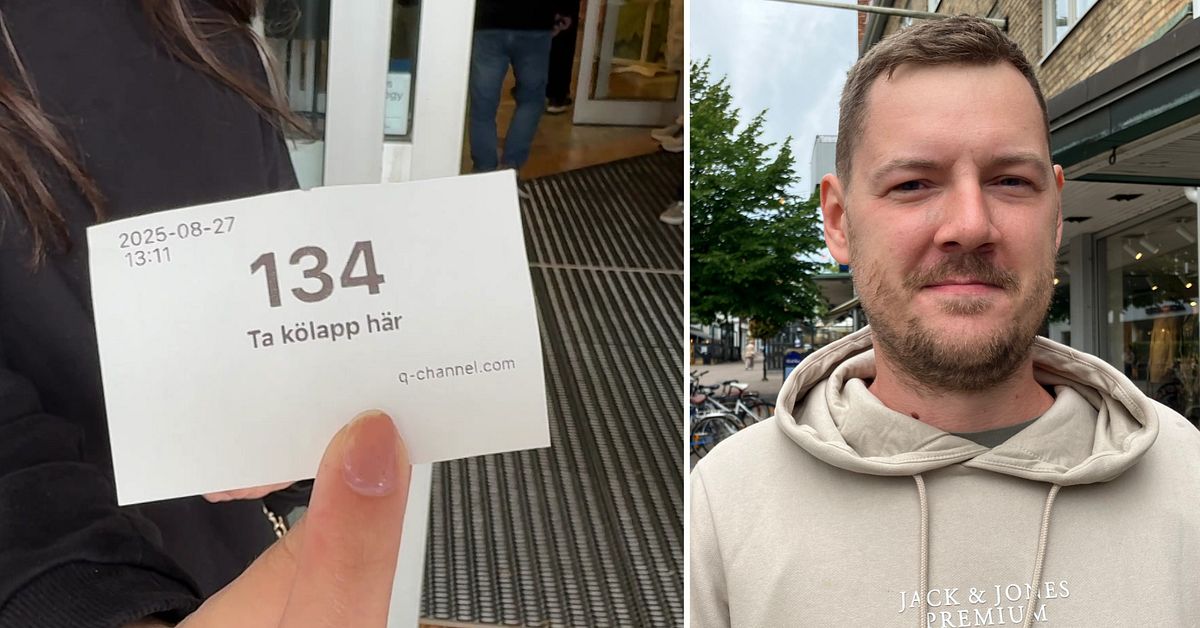 2025-08-27
13:11
134
Ta kölapp här
q-channel.com
JACK & JONES
PREMIUM